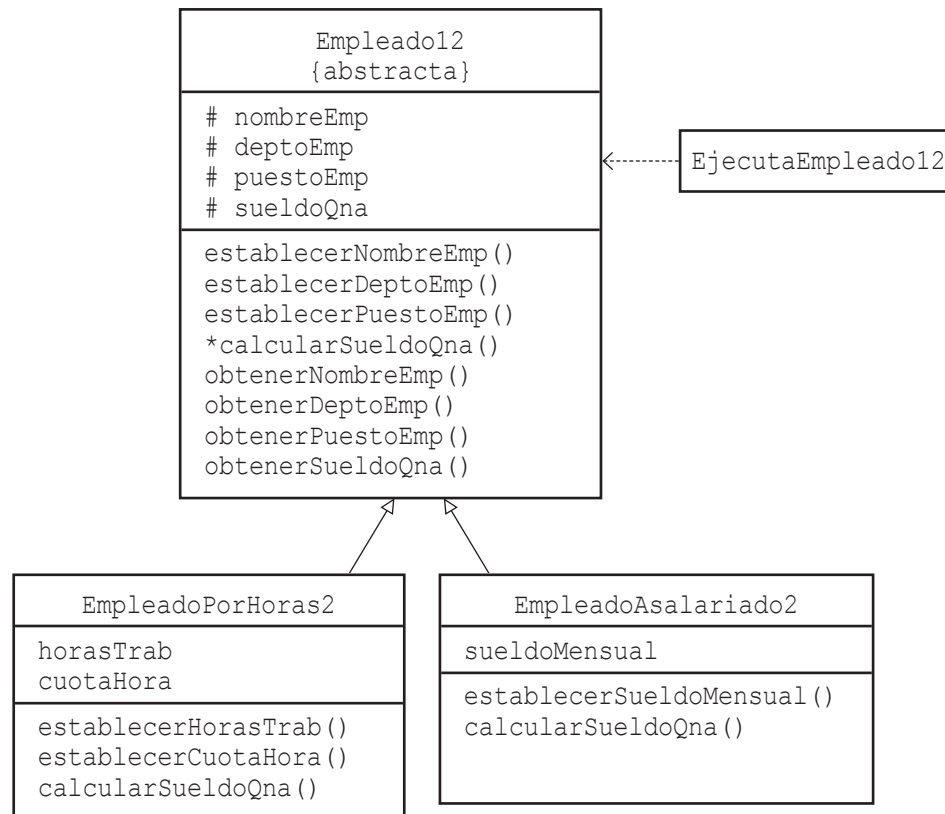 Empleado12
{abstracta}
# nombreEmp
# deptoEmp
# puestoEmp
# sueldoQna
establecerNombreEmp()
establecerDeptoEmp()
establecerPuestoEmp()
*calcularSueldoQna()
obtenerNombreEmp()
obtenerDeptoEmp()
obtenerPuestoEmp()
obtenerSueldoQna()
EjecutaEmpleado12
EmpleadoPorHoras2
horasTrab
cuotaHora
establecerHorasTrab()
establecerCuotaHora()
calcularSueldoQna()
EmpleadoAsalariado2
sueldoMensual
establecerSueldoMensual()
calcularSueldoQna()